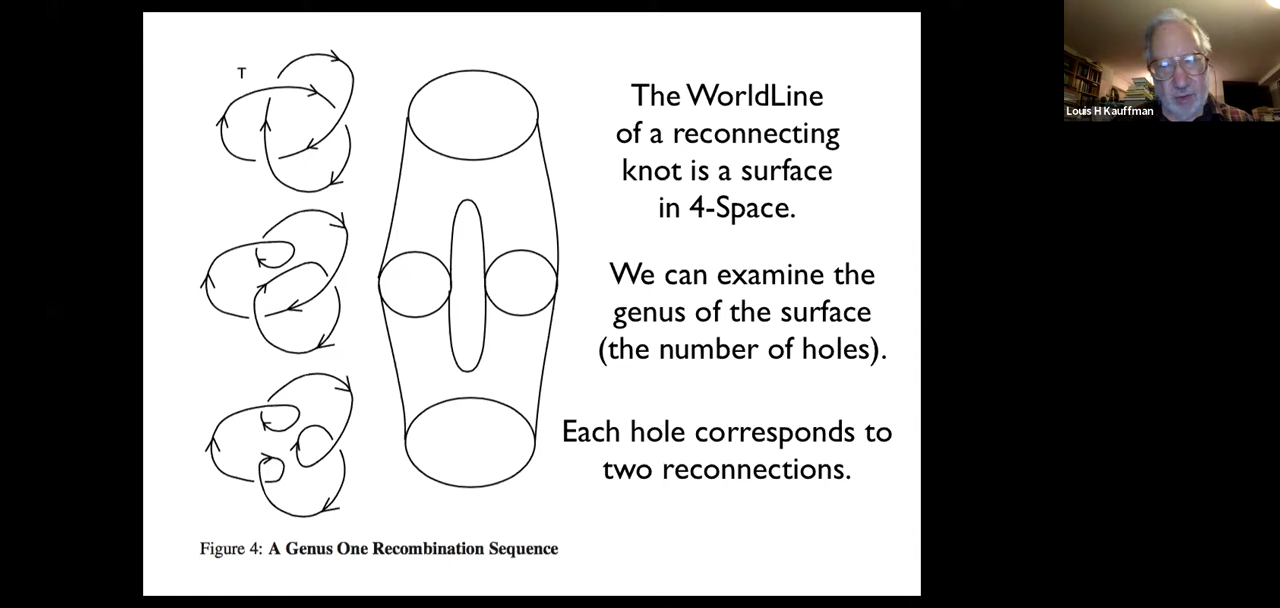 T
The WorldLine
of a reconnecting
knot is a surface
in 4-Space.
We can examine the
genus of the surface
(the number of holes).
Each hole corresponds to
two reconnections.
Figure 4: A Genus One Recombination Sequence
Louis H Kauffman